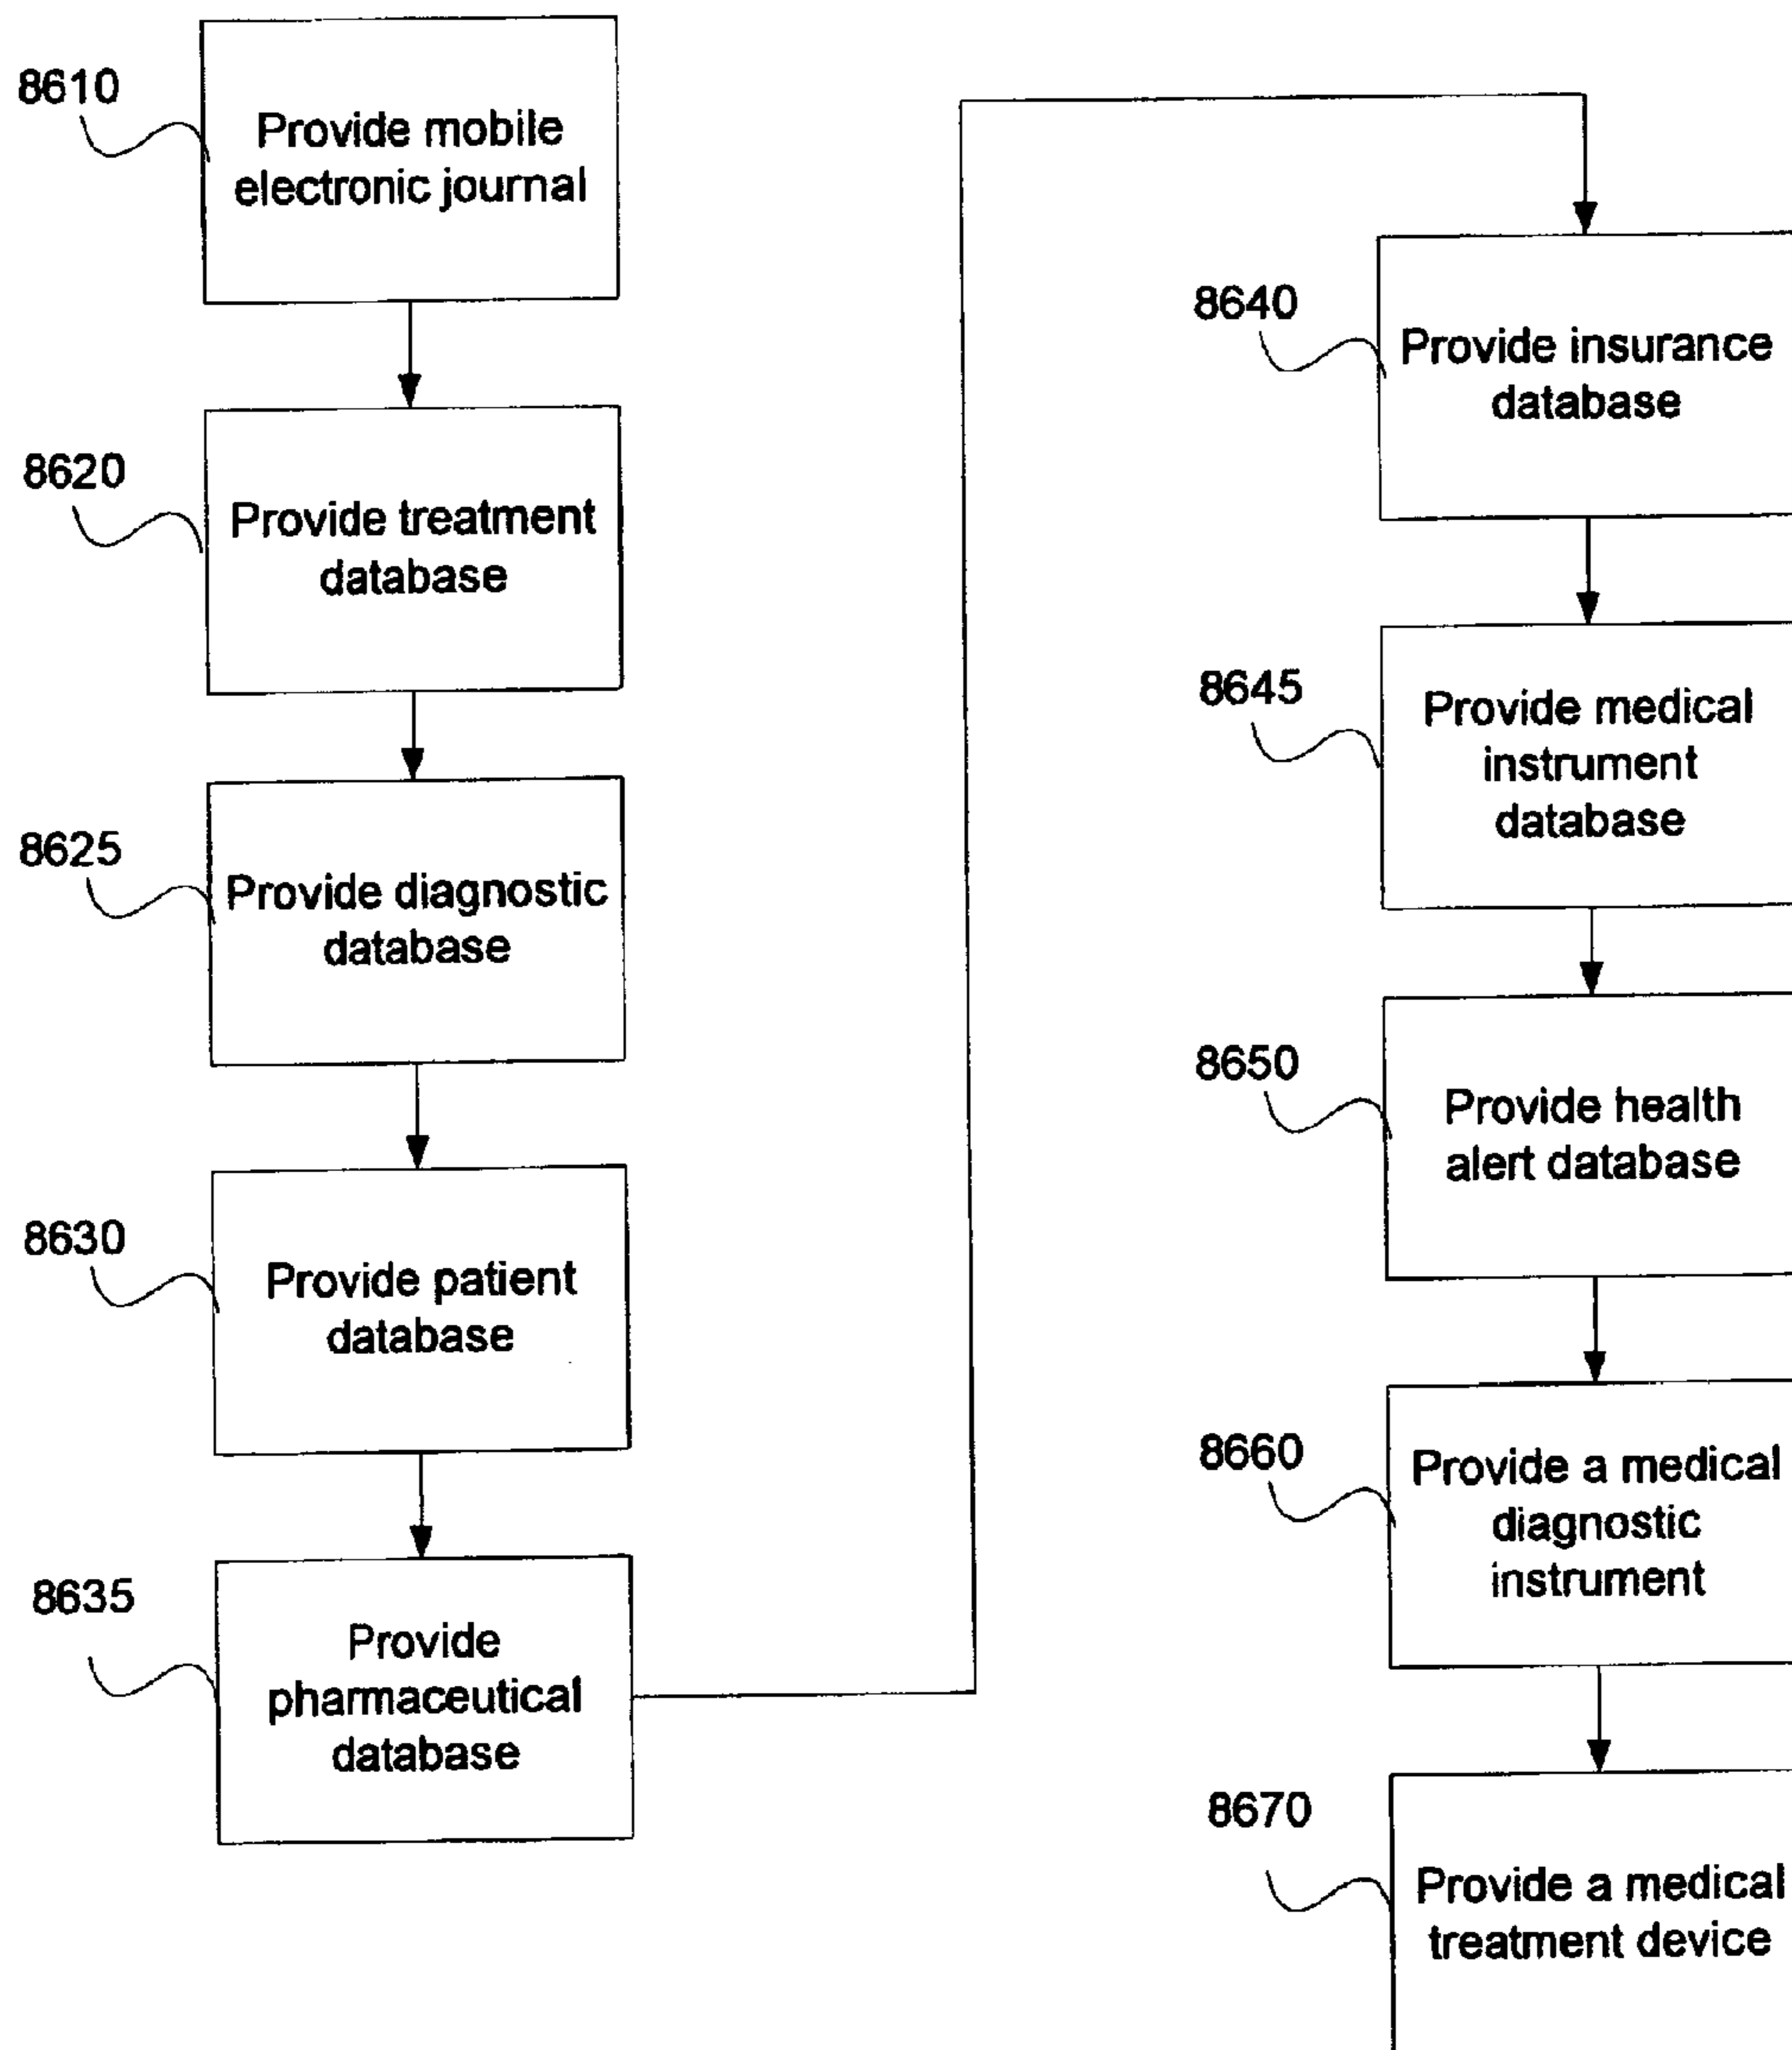 8610
Provide mobile
electronic journal
8620
Provide treatment
database
8625
Provide diagnostic
database
8630
Provide patient
database
8635
Provide
pharmaceutical
database
8640
Provide insurance
database
8645
Provide medical
instrument
database
8650
Provide health
alert database
8660
Provide a medical
diagnostic
instrument
8670
Provide a medical
treatment device